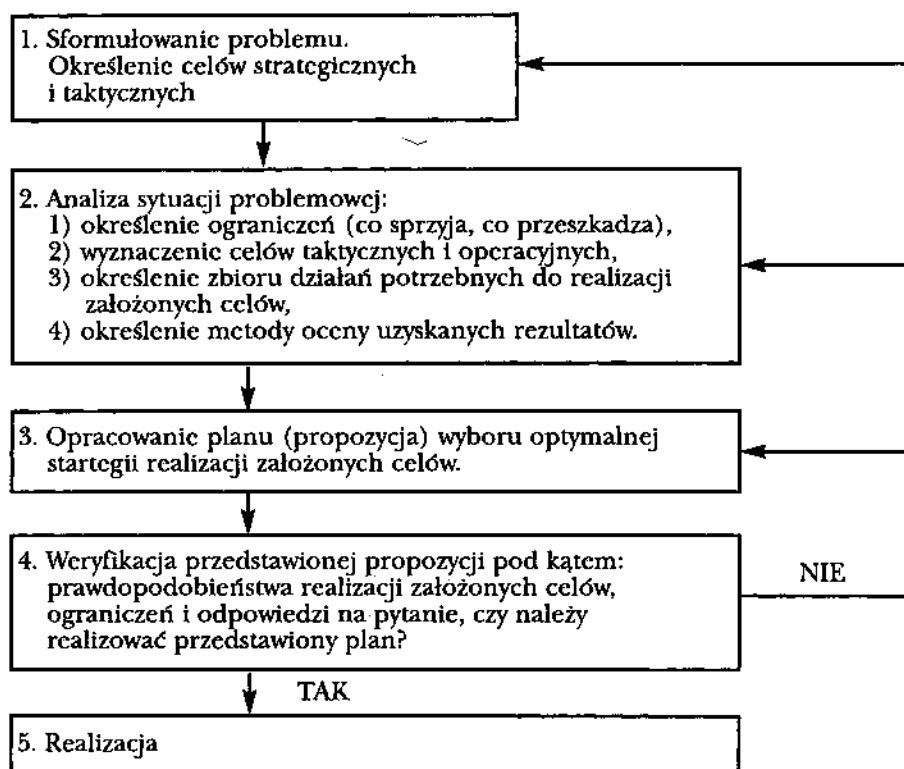 1. Sformułowanie problemu.
Określenie celów strategicznych
i taktycznych
2. Analiza sytuacji problemowej:
1) określenie ograniczeń (co sprzyja, co przeszkadza),
2) wyznaczenie celów taktycznych i operacyjnych,
3) określenie zbioru działań potrzebnych do realizacji
założonych celów,
4) określenie metody oceny uzyskanych rezultatów.
3. Opracowanie planu (propozycja) wyboru optymalnej
startegii realizacji założonych celów.
4. Weryfikacja przedstawionej propozycji pod kątem:
prawdopodobieństwa realizacji założonych celów,
ograniczeń i odpowiedzi na pytanie, czy należy
realizować przedstawiony plan?
NIE
TAK
5. Realizacja